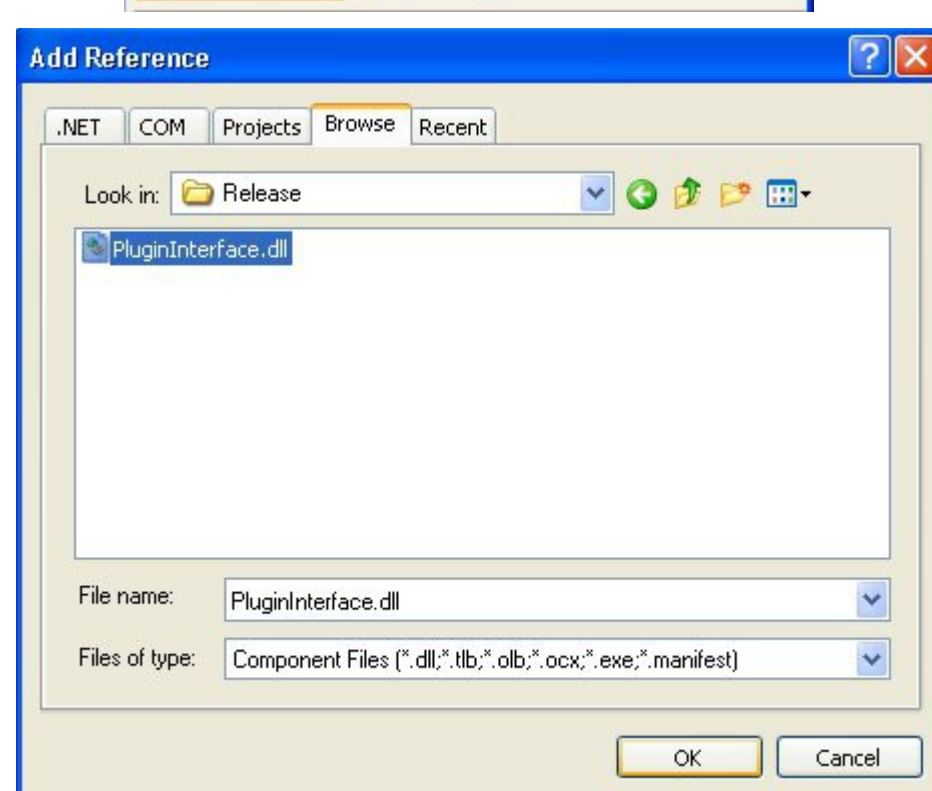 Add Reference
.NET COM Projects Browse Recent
Look in: Release
PluginInterface.dll
File name: PluginInterface.dll
Files of type: Component Files (*.dll;*.tlb;*.olb;*.ocx;*.exe;*.manifest)
OK Cancel